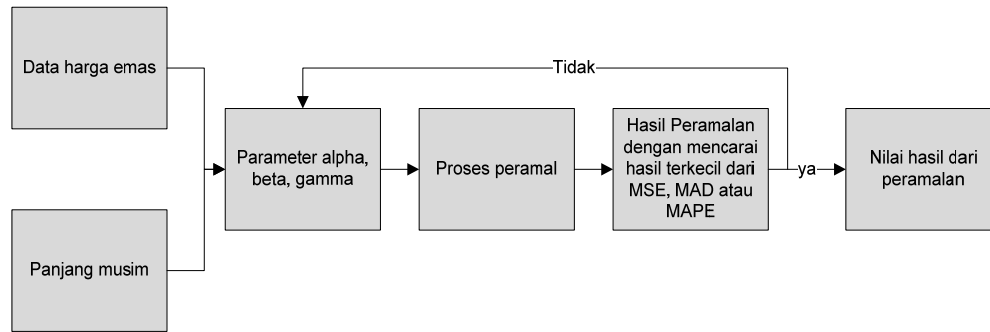 Data harga emas
Panjang musim
Tidak
Parameter alpha,
beta, gamma
Proses peramal
Hasil Peramalan
dengan mencarai
hasil terkecil dari
MSE, MAD atau
MAPE
ya
Nilai hasil dari
peramalan